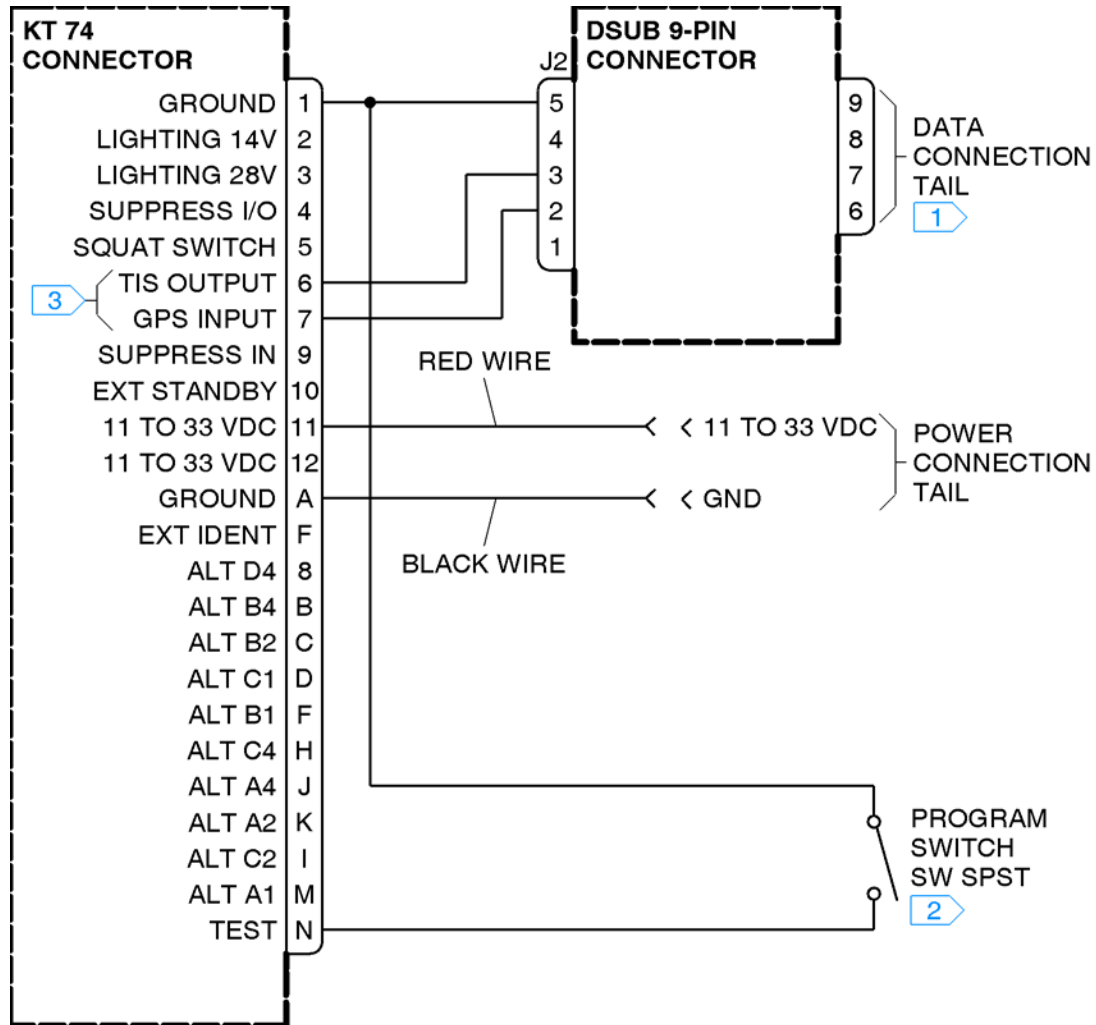 KT 74
CONNECTOR
GROUND 1
LIGHTING 14V 2
LIGHTING 28V 3
SUPPRESS I/O 4
SQUAT SWITCH 5
TIS OUTPUT 6
3
GPS INPUT 7
SUPPRESS IN 9
EXT STANDBY 10
11 TO 33 VDC 11
11 TO 33 VDC 12
GROUND A
EXT IDENT F
ALT D4 8
ALT B4 B
ALT B2 C
ALT C1 D
ALT B1 F
ALT C4 H
ALT A4 J
ALT A2 K
ALT C2 I
ALT A1 M
TEST N
DSUB 9-PIN
CONNECTOR
J2
5
4
3
2
1
9
8
7
6
DATA
CONNECTION
TAIL
1
RED WIRE
11 TO 33 VDC
GND
BLACK WIRE
POWER
CONNECTION
TAIL
PROGRAM
SWITCH
SW SPST
2